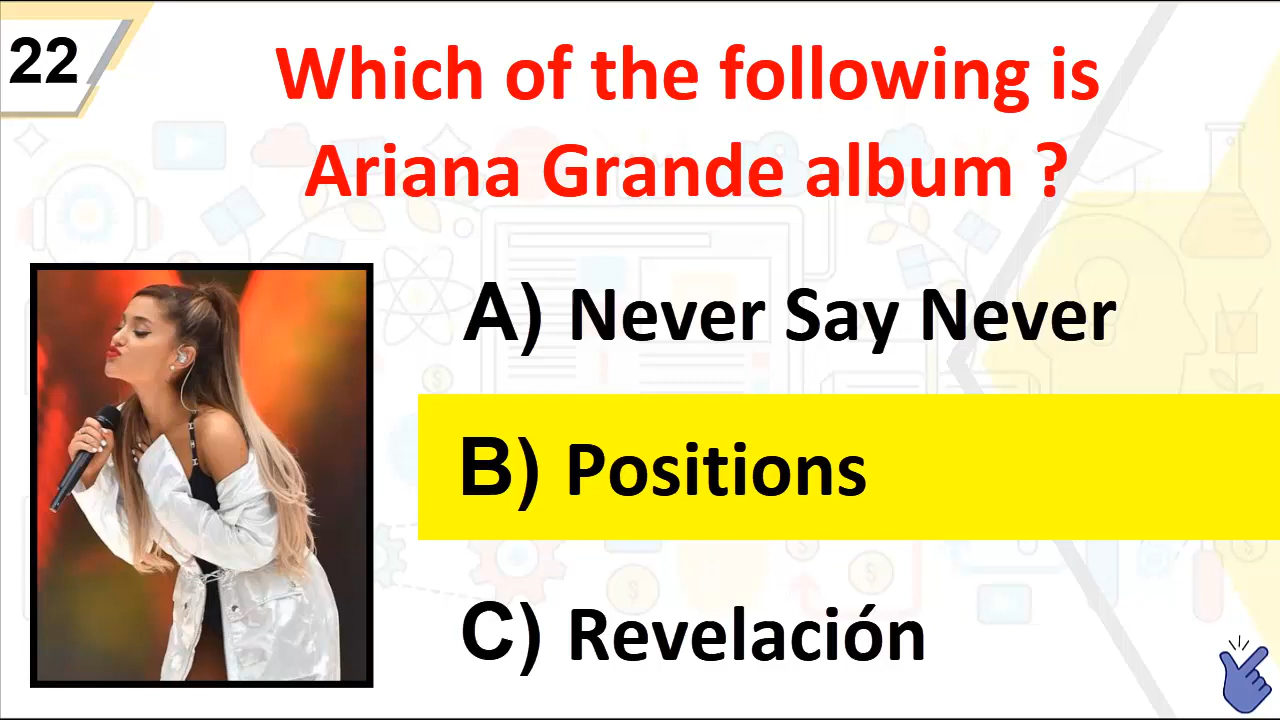 22
Which of the following is
Ariana Grande album ?
A) Never Say Never
B) Positions
C) Revelación